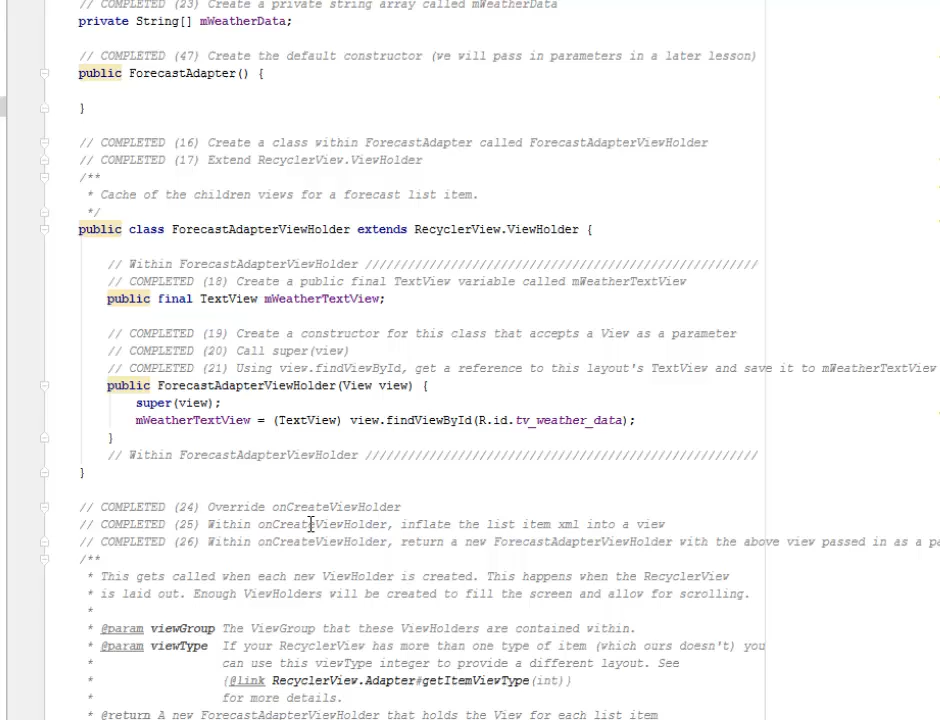 // COMPLETED (23) Create a private string array called mWeatherData
private String[] mWeatherData;
// COMPLETED (47) Create the default constructor (we will pass in parameters in a later lesson)
public ForecastAdapter() {
}
// COMPLETED (16) Create a class within ForecastAdapter called ForecastAdapterViewHolder
// COMPLETED (17) Extend RecyclerView.ViewHolder
/**
* Cache of the children views for a forecast list item.
*/
public class ForecastAdapterViewHolder extends RecyclerView.ViewHolder {
// Within ForecastAdapterViewHolder ///////////////////////////////////////////////////////
// COMPLETED (18) Create a public final TextView variable called mWeatherTextView
public final TextView mWeatherTextView;
// COMPLETED (19) Create a constructor for this class that accepts a View as a parameter
// COMPLETED (20) Call super(view)
// COMPLETED (21) Using view.findViewById, get a reference to this layout's TextView and save it to mWeatherTextView
public ForecastAdapterViewHolder(View view) {
super(view);
mWeatherTextView = (TextView) view.findViewById(R.id.tv_weather_data);
}
// Within ForecastAdapterViewHolder ///////////////////////////////////////////////////////
}
// COMPLETED (24) Override onCreateViewHolder
// COMPLETED (25) Within onCreateViewHolder, inflate the list item xml into a view
// COMPLETED (26) Within onCreateViewHolder, return a new ForecastAdapterViewHolder with the above view passed in as a pa
/**
* This gets called when each new ViewHolder is created. This happens when the RecyclerView
* is laid out. Enough ViewHolders will be created to fill the screen and allow for scrolling.
*
* @param viewGroup The ViewGroup that these ViewHolders are contained within.
* @param viewType If your RecyclerView has more than one type of item (which ours doesn't) you
* can use this viewType integer to provide a different layout. See
* {@link RecyclerView.Adapter#getItemViewType(int)}
* for more details.
* @return A new ForecastAdapterViewHolder that holds the View for each list item